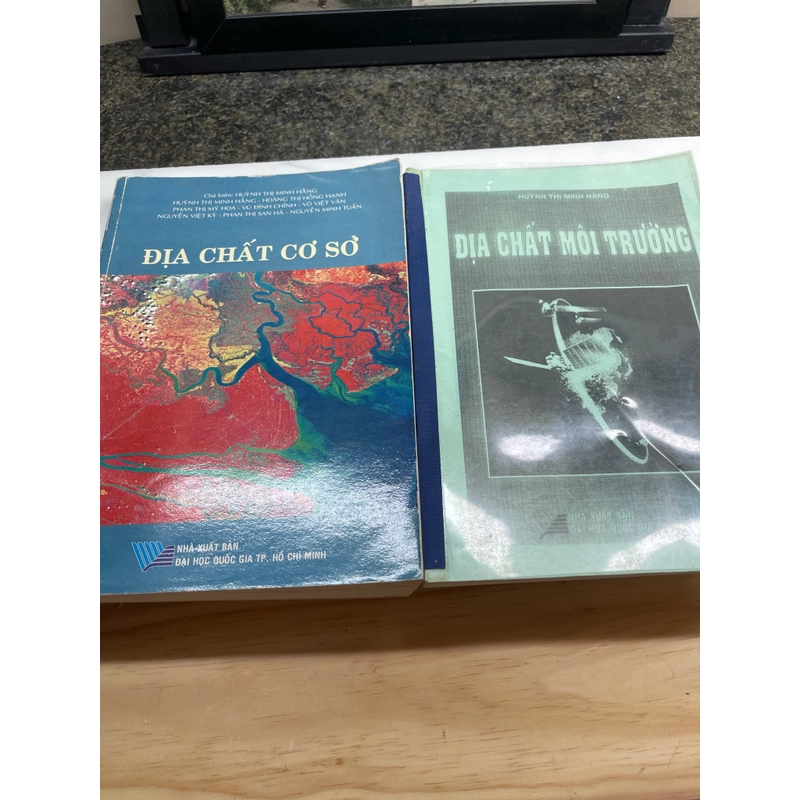 Chủ biên: HUỲNH THỊ MINH HẰNG
HUỲNH THỊ MINH HẰNG - HOÀNG THỊ HỒNG HẠNH
PHAN THỊ MỸ HOA - VŨ ĐÌNH CHỈNH - VÕ VIỆT VĂN
NGUYỄN VIỆT KỲ - PHAN THỊ SAN HÀ - NGUYỄN MINH TUẤN
ĐỊA CHẤT CƠ SỞ
NHÀ XUẤT BẢN
ĐẠI HỌC QUỐC GIA TP. HỒ CHÍ MINH
HUỲNH THỊ MINH HẰNG
ĐỊA CHẤT MÔI TRƯỜNG
NHÀ XUẤT BẢN
ĐẠI HỌC QUỐC GIA